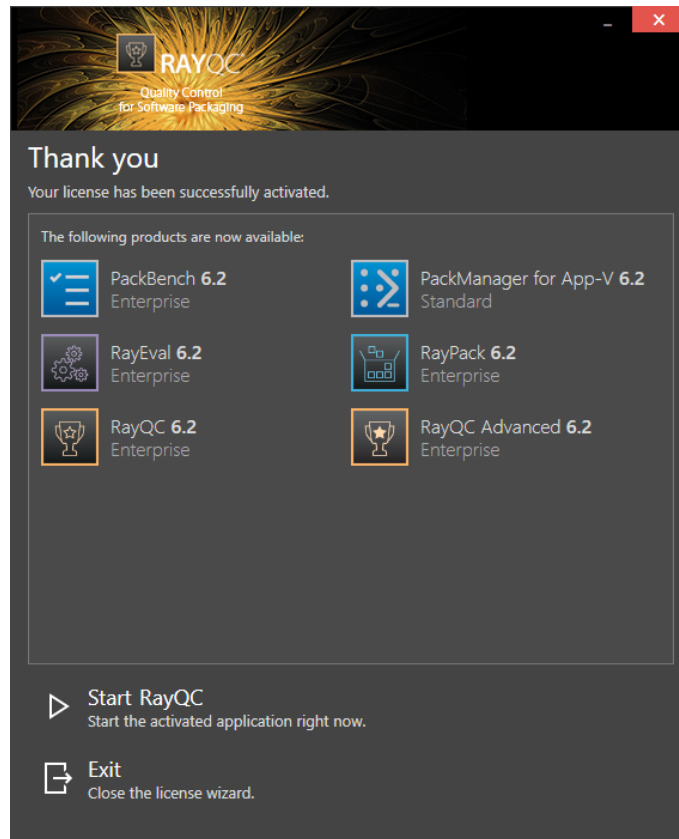 RAYQC
Quality Control
for Software Packaging
Thank you
Your license has been successfully activated.
The following products are now available:
PackBench 6.2
Enterprise
PackManager for App-V 6.2
Standard
RayEval 6.2
Enterprise
RayPack 6.2
Enterprise
RayQC 6.2
Enterprise
RayQC Advanced 6.2
Enterprise
Start RayQC
Start the activated application right now.
Exit
Close the license wizard.